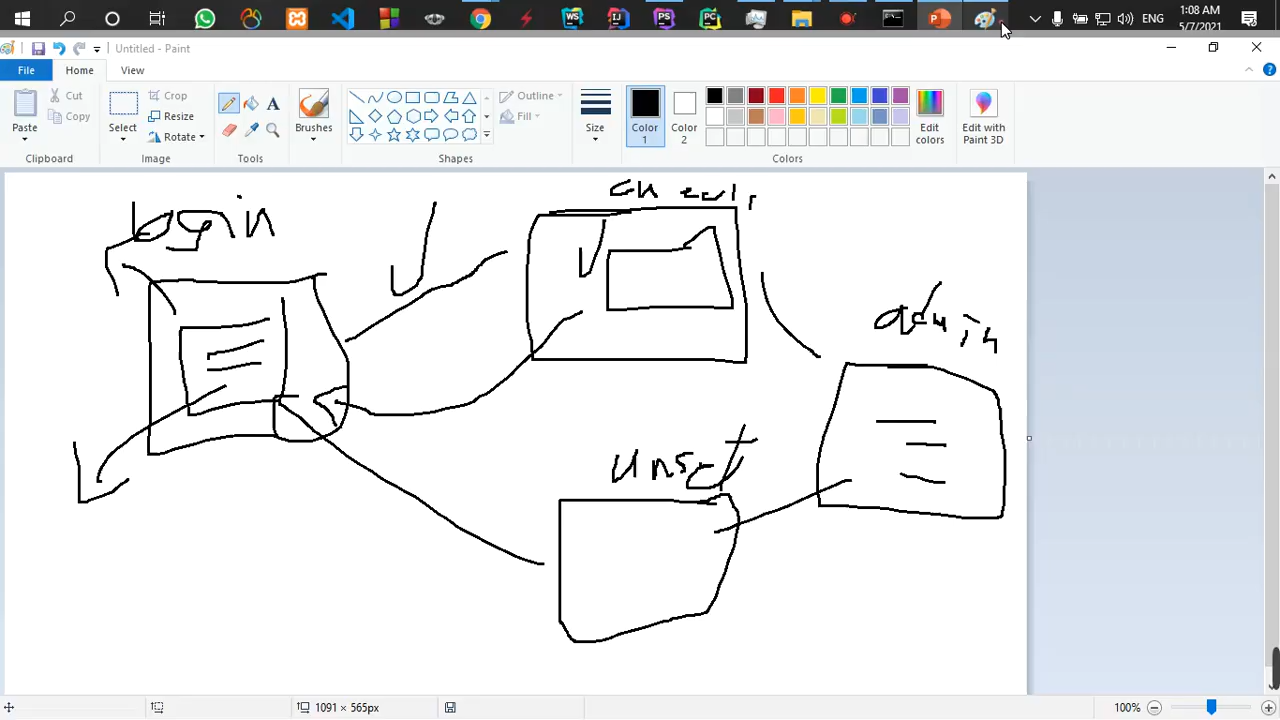 ENG
1:08 AM
5/7/2021
Untitled - Paint
File
Home
View
Paste
Cut
Copy
Clipboard
Select
Crop
Resize
Rotate
Image
Tools
Brushes
Shapes
Outline
Fill
Size
Color 1
Color 2
Colors
Edit colors
Edit with Paint 3D
login
admin
unset
1091 × 565px
100%